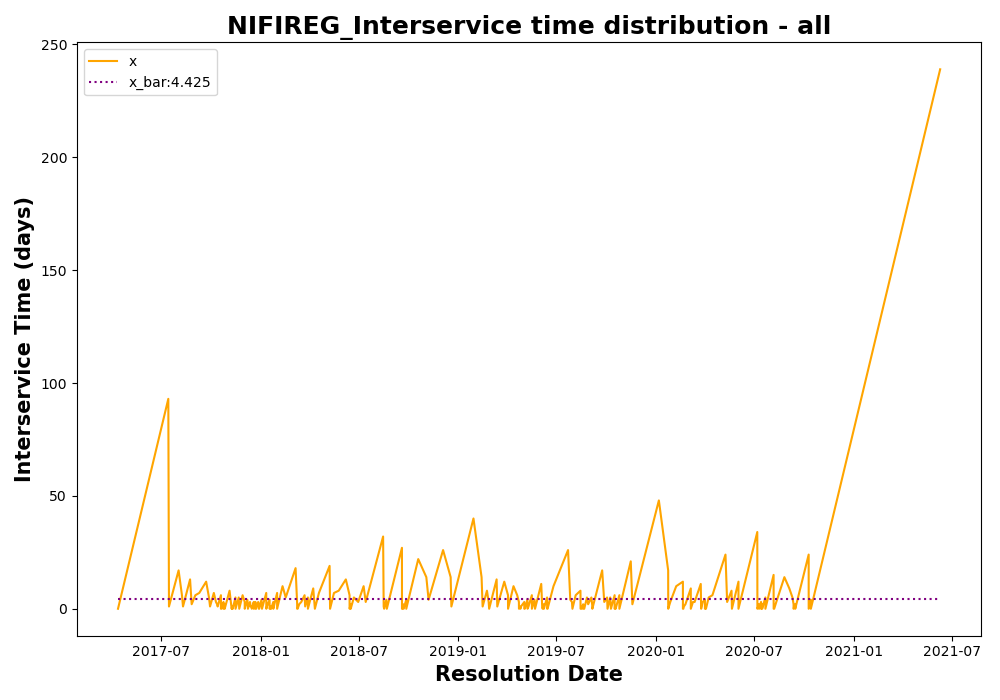 NIFIREG_Interservice time distribution - all
x
x_bar:4.425
Interservice Time (days)
250
200
150
100
50
0
2017-07 2018-01 2018-07 2019-01 2019-07 2020-01 2020-07 2021-01 2021-07
Resolution Date